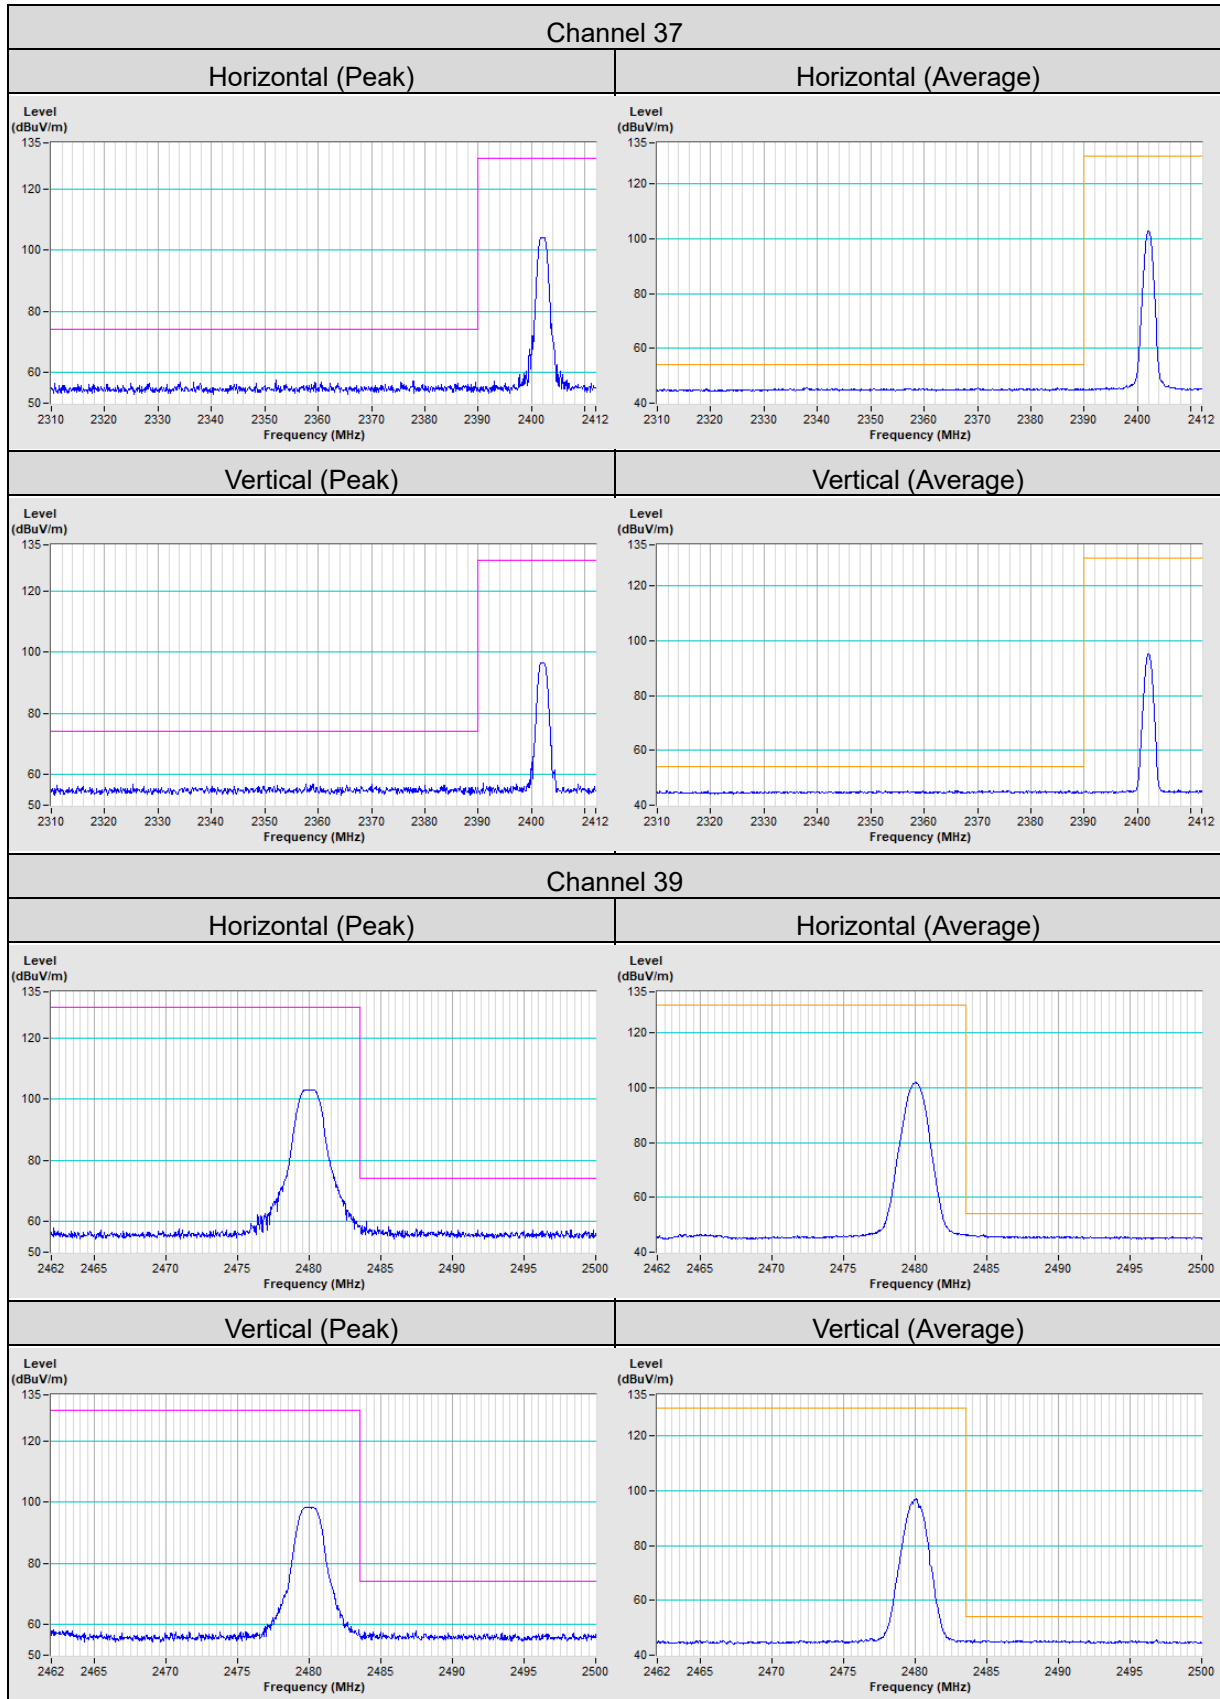 Channel 37
Horizontal (Peak) Horizontal (Average)
Level
(dBuV/m)
135
120
100
80
60
50
2310 2320 2330 2340 2350 2360 2370 2380 2390 2400 2412
Frequency (MHz)
Level
(dBuV/m)
135
120
100
80
60
40
2310 2320 2330 2340 2350 2360 2370 2380 2390 2400 2412
Frequency (MHz)
Vertical (Peak) Vertical (Average)
Level
(dBuV/m)
135
120
100
80
60
50
2310 2320 2330 2340 2350 2360 2370 2380 2390 2400 2412
Frequency (MHz)
Level
(dBuV/m)
135
120
100
80
60
40
2310 2320 2330 2340 2350 2360 2370 2380 2390 2400 2412
Frequency (MHz)
Channel 39
Horizontal (Peak) Horizontal (Average)
Level
(dBuV/m)
135
120
100
80
60
50
2462 2465 2470 2475 2480 2485 2490 2495 2500
Frequency (MHz)
Level
(dBuV/m)
135
120
100
80
60
40
2462 2465 2470 2475 2480 2485 2490 2495 2500
Frequency (MHz)
Vertical (Peak) Vertical (Average)
Level
(dBuV/m)
135
120
100
80
60
50
2462 2465 2470 2475 2480 2485 2490 2495 2500
Frequency (MHz)
Level
(dBuV/m)
135
120
100
80
60
40
2462 2465 2470 2475 2480 2485 2490 2495 2500
Frequency (MHz)